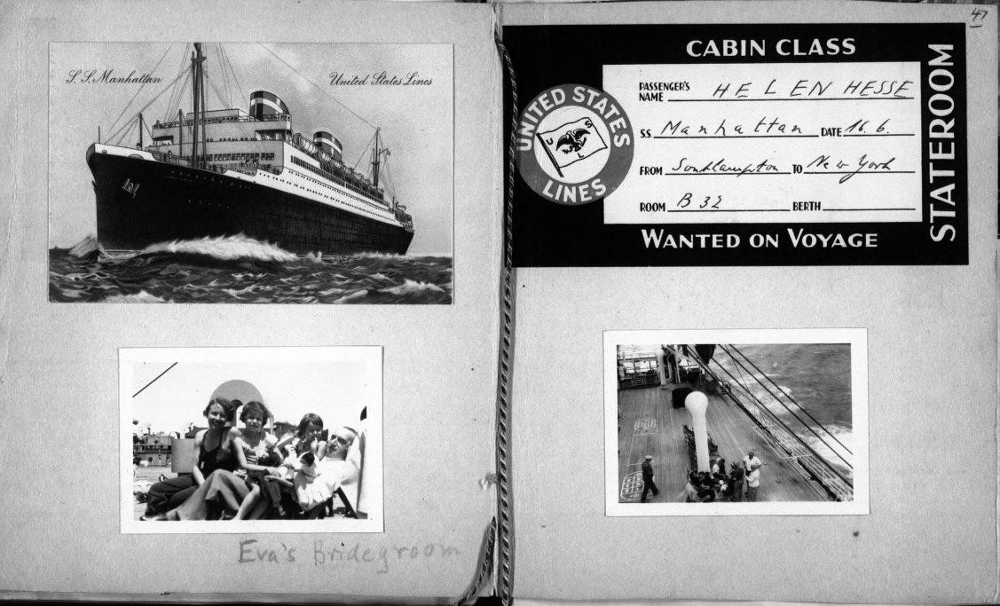 S. S. Manhattan
United States Lines
Eva's Bridegroom
47
CABIN CLASS
STATEROOM
UNITED STATES
LINES
U S
L
PASSENGER'S
NAME HELEN HESSE
SS Manhattan DATE 16. 6.
FROM Southampton TO New York
ROOM B 32 BERTH
WANTED ON VOYAGE